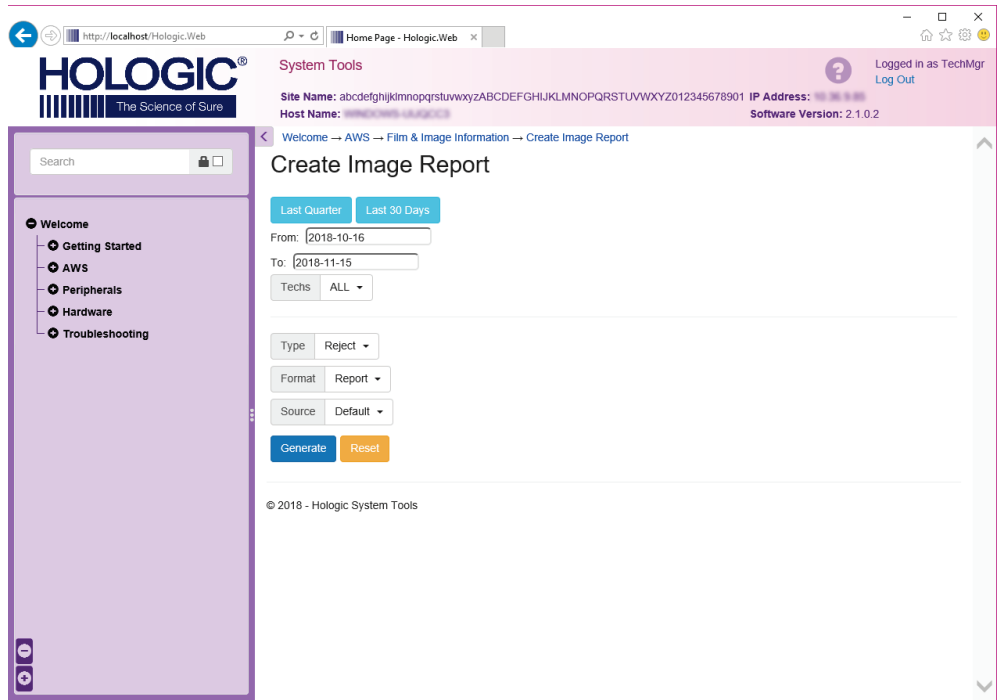 http://localhost/Hologic.Web
Home Page - Hologic.Web
HOLOGIC®
The Science of Sure
System Tools
Logged in as TechMgr
Log Out
Site Name: abcdefghijklmnopqrstuvwxyzABCDEFGHIJKLMNOPQRSTUVWXYZ012345678901 IP Address:
Host Name:
Software Version: 2.1.0.2
Search
Welcome → AWS → Film & Image Information → Create Image Report
Create Image Report
Welcome
Getting Started
AWS
Peripherals
Hardware
Troubleshooting
Last Quarter Last 30 Days
From: 2018-10-16
To: 2018-11-15
Techs ALL
Type Reject
Format Report
Source Default
Generate Reset
© 2018 - Hologic System Tools